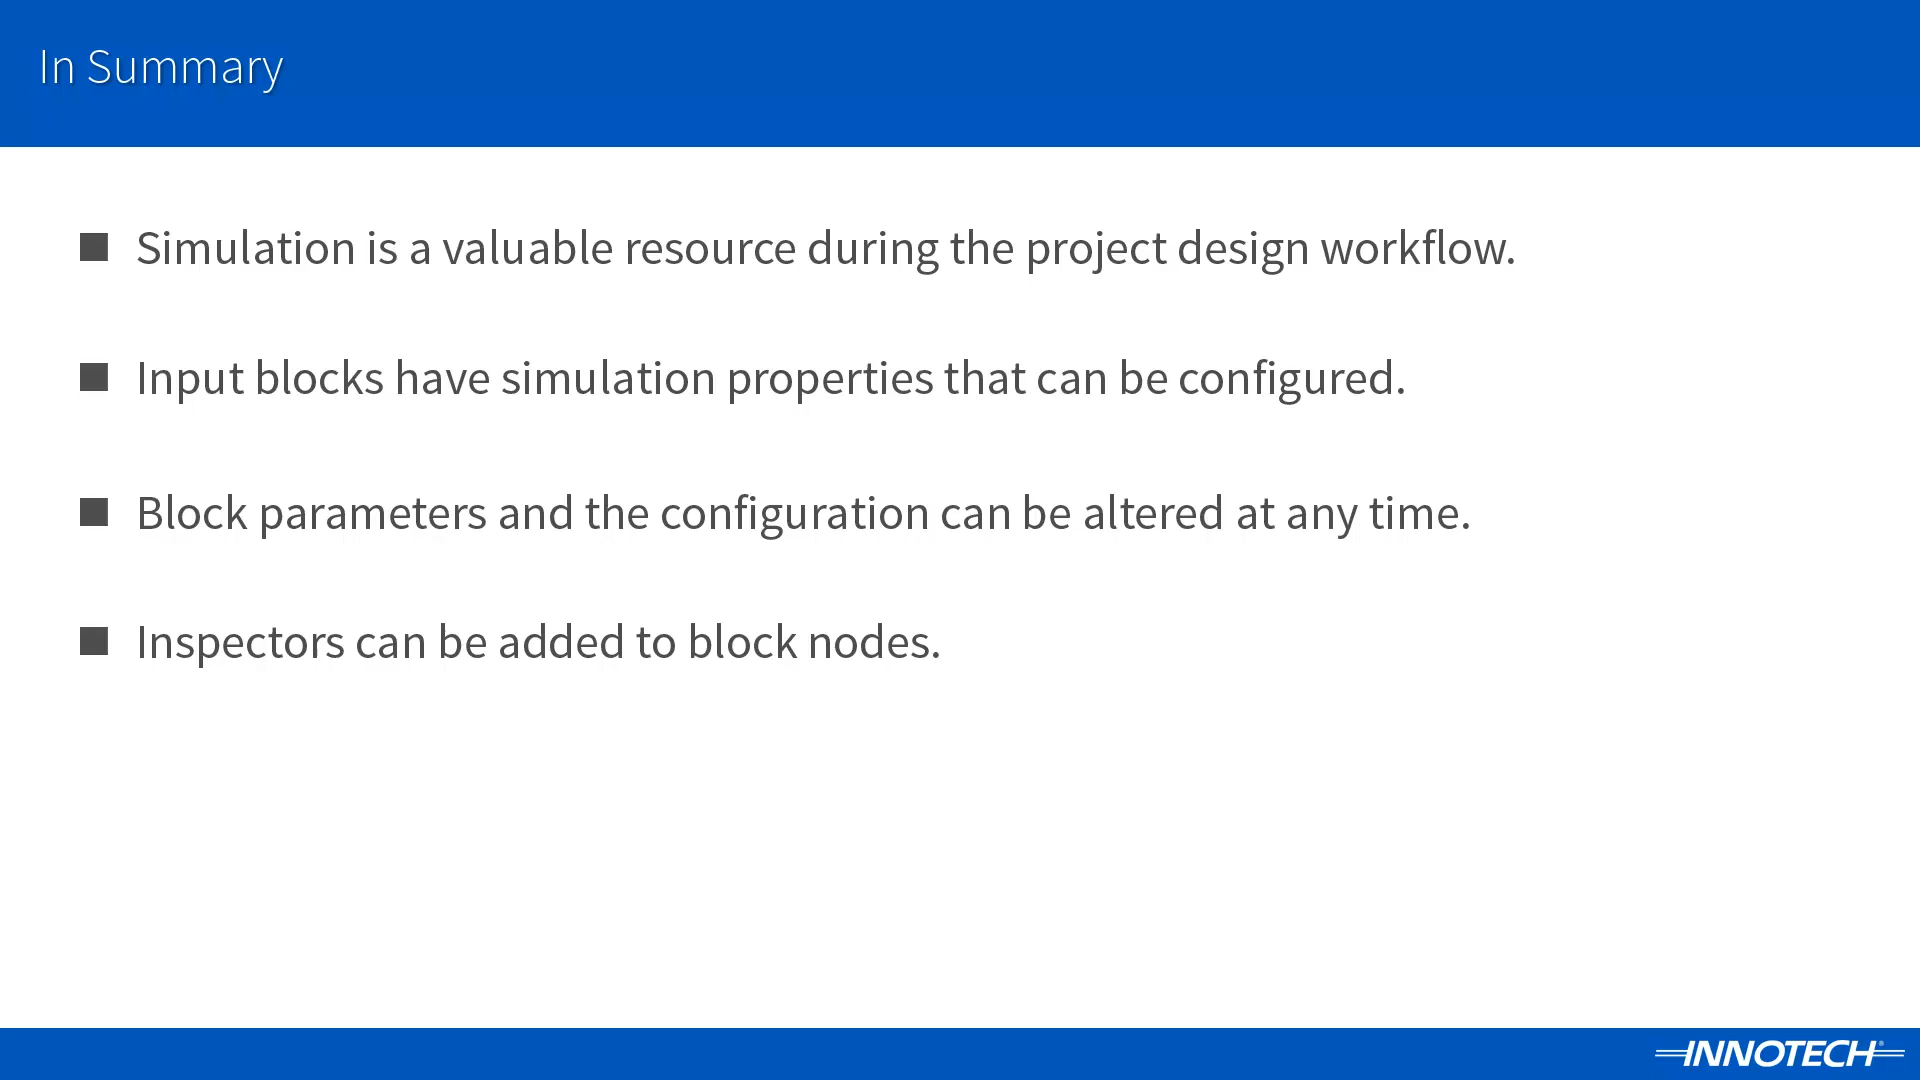 In Summary
Simulation is a valuable resource during the project design workflow.
Input blocks have simulation properties that can be configured.
Block parameters and the configuration can be altered at any time.
Inspectors can be added to block nodes.
INNOTECH®